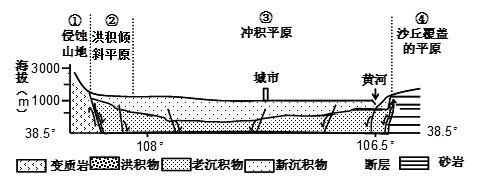 ① ② ③ ④
侵蚀山地
洪积倾斜平原
冲积平原
沙丘覆盖的平原
海拔(m)
3000
1000
城市
黄河
38.5° 38.5°
108° 106.5°
变质岩 洪积物 老沉积物 新沉积物 断层 砂岩